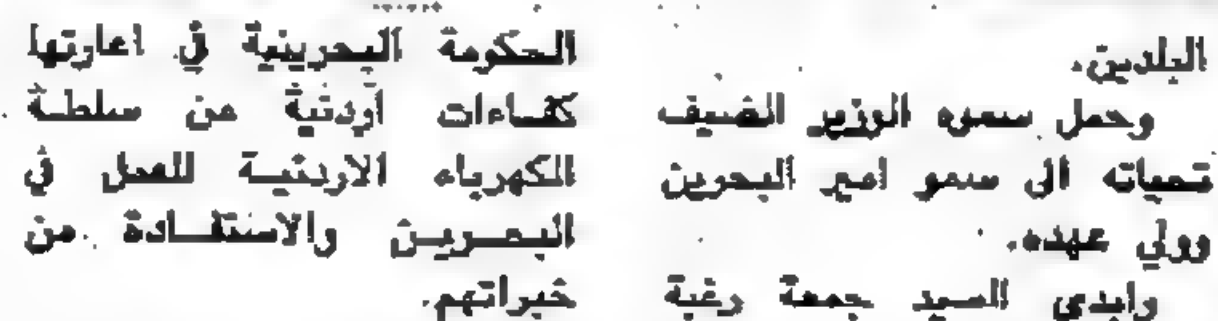 البلدين.
وحمل سموه الوزير الضيف
تحياته الى سمو امير البحرين
وولي عهده.
وابدى السيد جمعة رغبة
الحكومة البحرينية في اعارتها
كفاءات أردنية من سلطة
الكهرباء الاردنية للعمل في
البحرين والاستفادة من
خبراتهم.